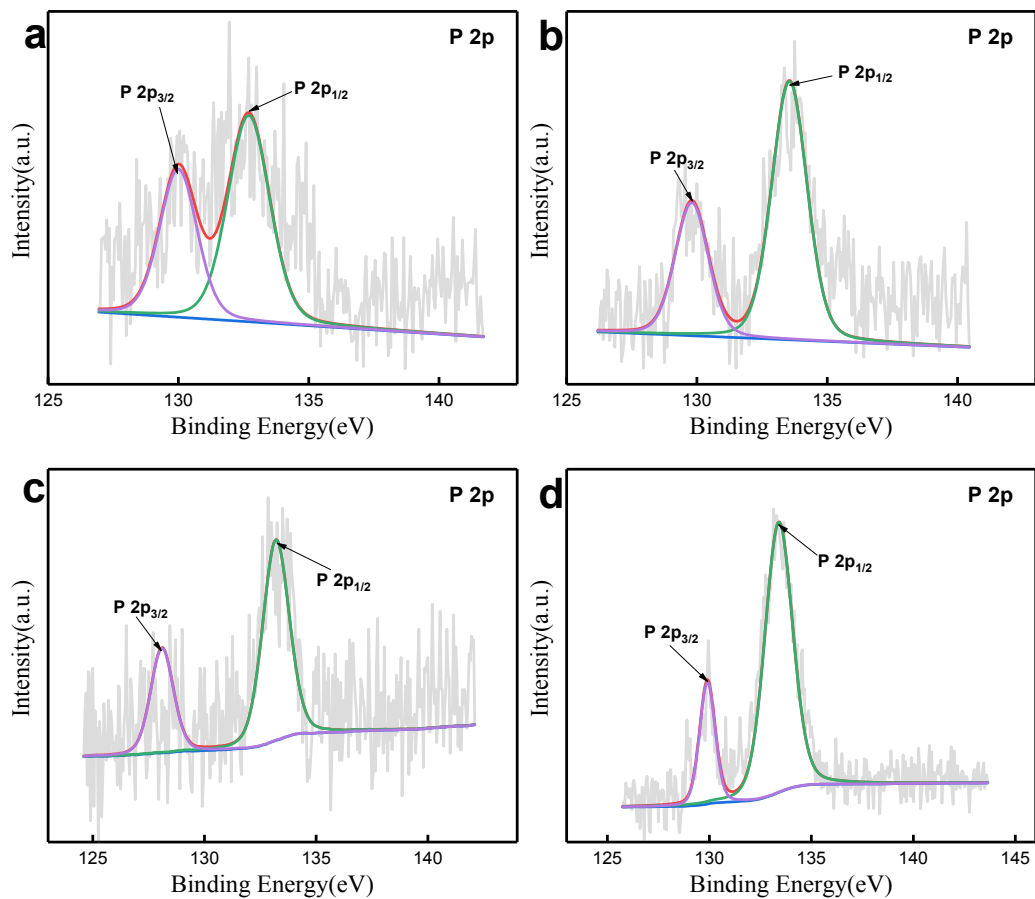 a
P 2p
P 2p3/2
P 2p1/2
Intensity(a.u.)
125 130 135 140
Binding Energy(eV)
b
P 2p
P 2p1/2
P 2p3/2
Intensity(a.u.)
125 130 135 140
Binding Energy(eV)
c
P 2p
P 2p1/2
P 2p3/2
Intensity(a.u.)
125 130 135 140
Binding Energy(eV)
d
P 2p
P 2p1/2
P 2p3/2
Intensity(a.u.)
125 130 135 140 145
Binding Energy(eV)